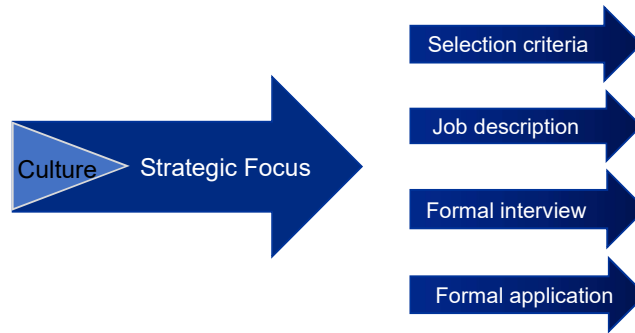 Culture
Strategic Focus
Selection criteria
Job description
Formal interview
Formal application